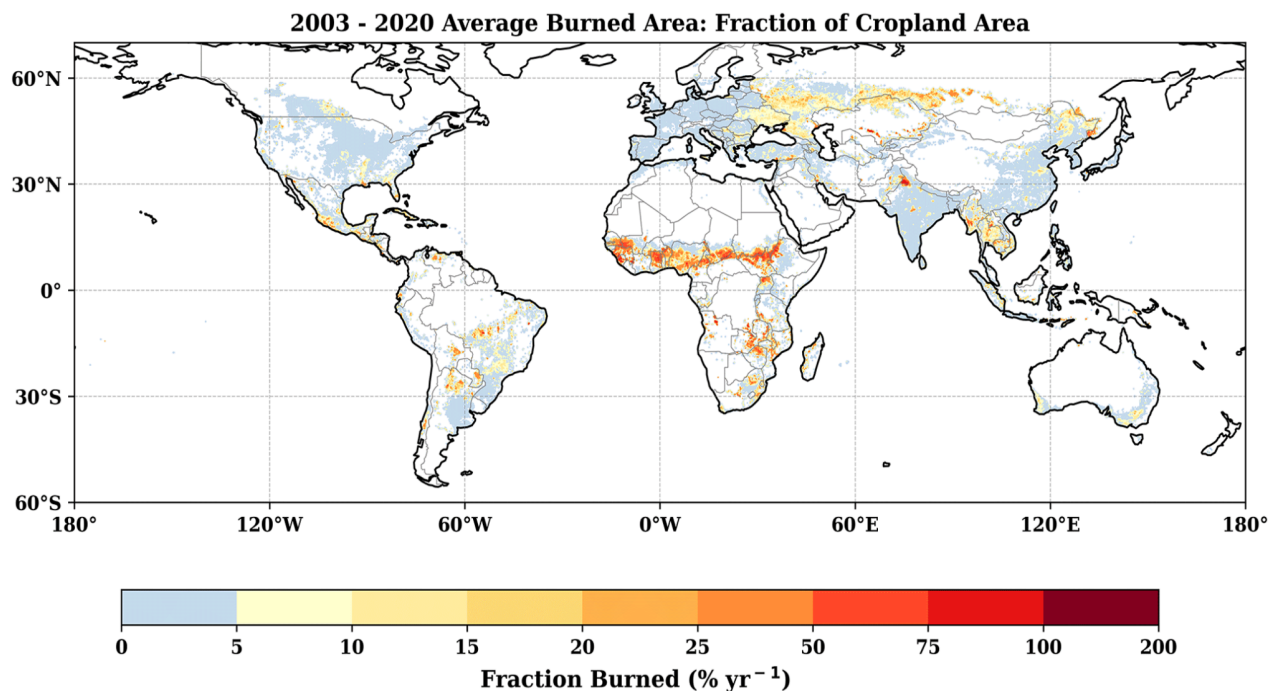 2003 - 2020 Average Burned Area: Fraction of Cropland Area
60°N
30°N
0°
30°S
60°S
180° 120°W 60°W 0°W 60°E 120°E 180°
0 5 10 15 20 25 50 75 100 200
Fraction Burned (% yr⁻¹)